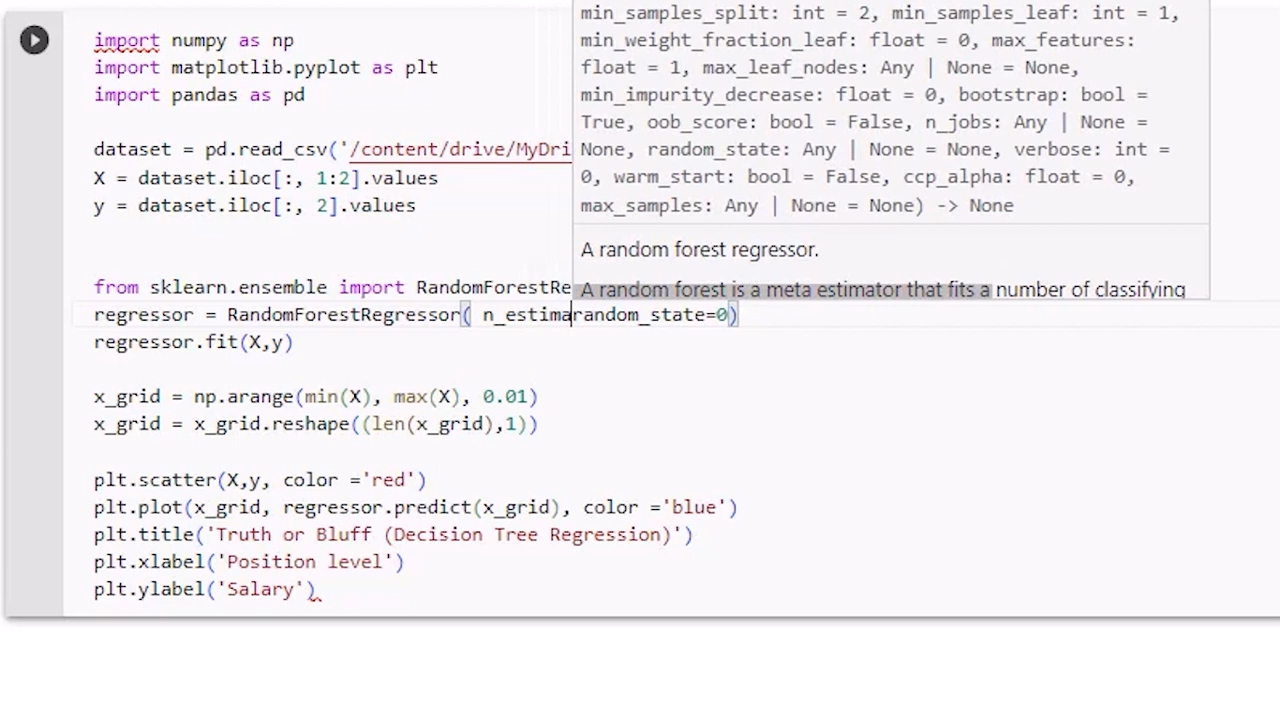 import numpy as np
import matplotlib.pyplot as plt
import pandas as pd
dataset = pd.read_csv('/content/drive/MyDri
X = dataset.iloc[:, 1:2].values
y = dataset.iloc[:, 2].values
from sklearn.ensemble import RandomForestRe
regressor = RandomForestRegressor( n_estimarandom_state=0)
regressor.fit(X,y)
x_grid = np.arange(min(X), max(X), 0.01)
x_grid = x_grid.reshape((len(x_grid),1))
plt.scatter(X,y, color ='red')
plt.plot(x_grid, regressor.predict(x_grid), color ='blue')
plt.title('Truth or Bluff (Decision Tree Regression)')
plt.xlabel('Position level')
plt.ylabel('Salary')
min_samples_split: int = 2, min_samples_leaf: int = 1,
min_weight_fraction_leaf: float = 0, max_features:
float = 1, max_leaf_nodes: Any | None = None,
min_impurity_decrease: float = 0, bootstrap: bool =
True, oob_score: bool = False, n_jobs: Any | None =
None, random_state: Any | None = None, verbose: int =
0, warm_start: bool = False, ccp_alpha: float = 0,
max_samples: Any | None = None) -> None
A random forest regressor.
A random forest is a meta estimator that fits a number of classifying